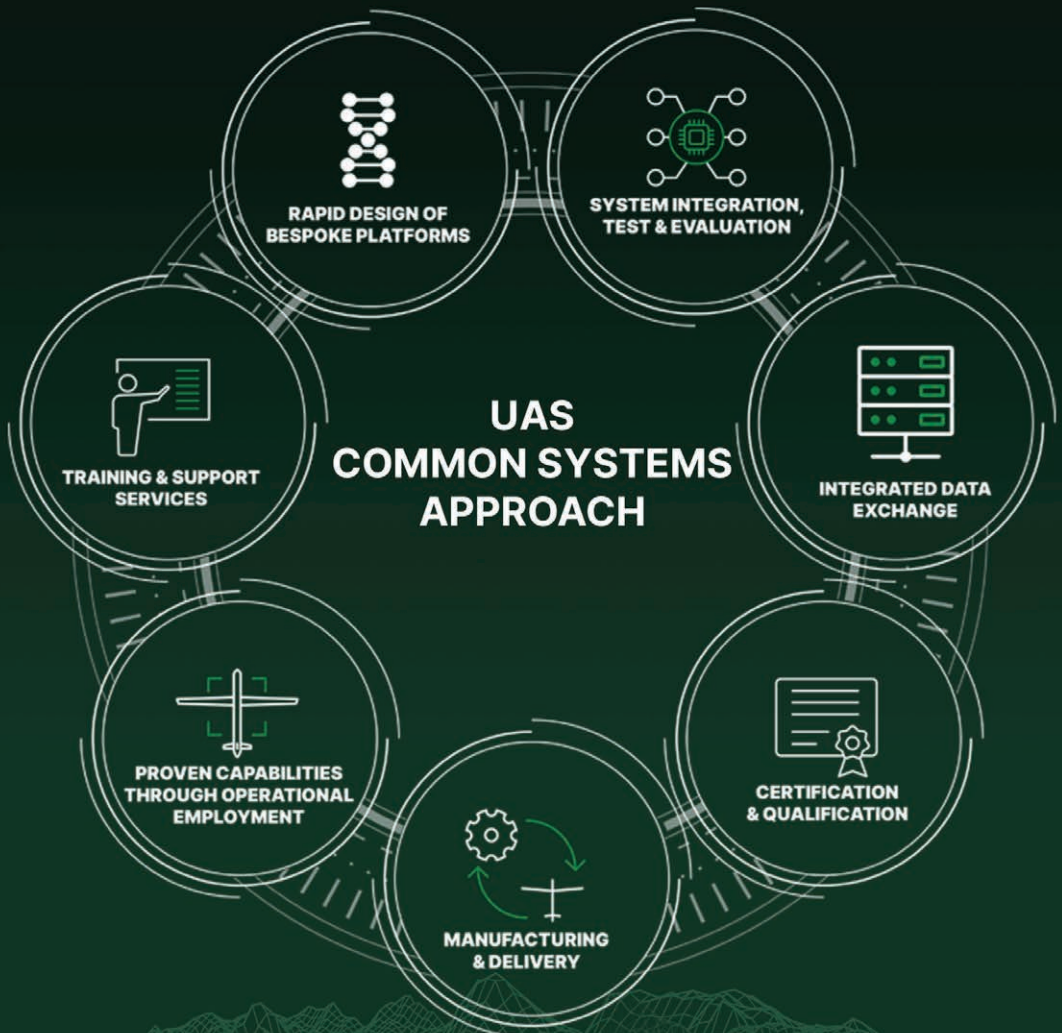 RAPID DESIGN OF
BESPOKE PLATFORMS
SYSTEM INTEGRATION,
TEST & EVALUATION
TRAINING & SUPPORT
SERVICES
UAS
COMMON SYSTEMS
APPROACH
INTEGRATED DATA
EXCHANGE
PROVEN CAPABILITIES
THROUGH OPERATIONAL
EMPLOYMENT
CERTIFICATION
& QUALIFICATION
MANUFACTURING
& DELIVERY